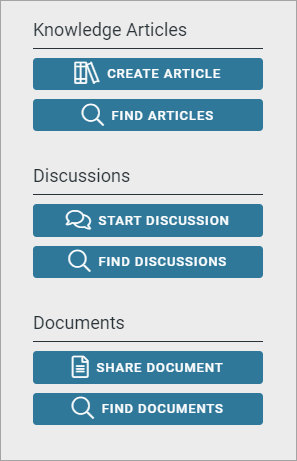 Knowledge Articles
CREATE ARTICLE
FIND ARTICLES
Discussions
START DISCUSSION
FIND DISCUSSIONS
Documents
SHARE DOCUMENT
FIND DOCUMENTS